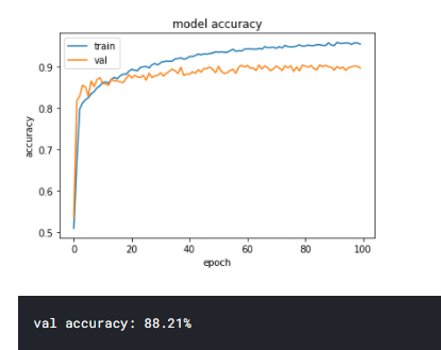 model accuracy
train
val
0.9
0.8
0.7
0.6
0.5
accuracy
0 20 40 60 80 100
epoch
val accuracy: 88.21%